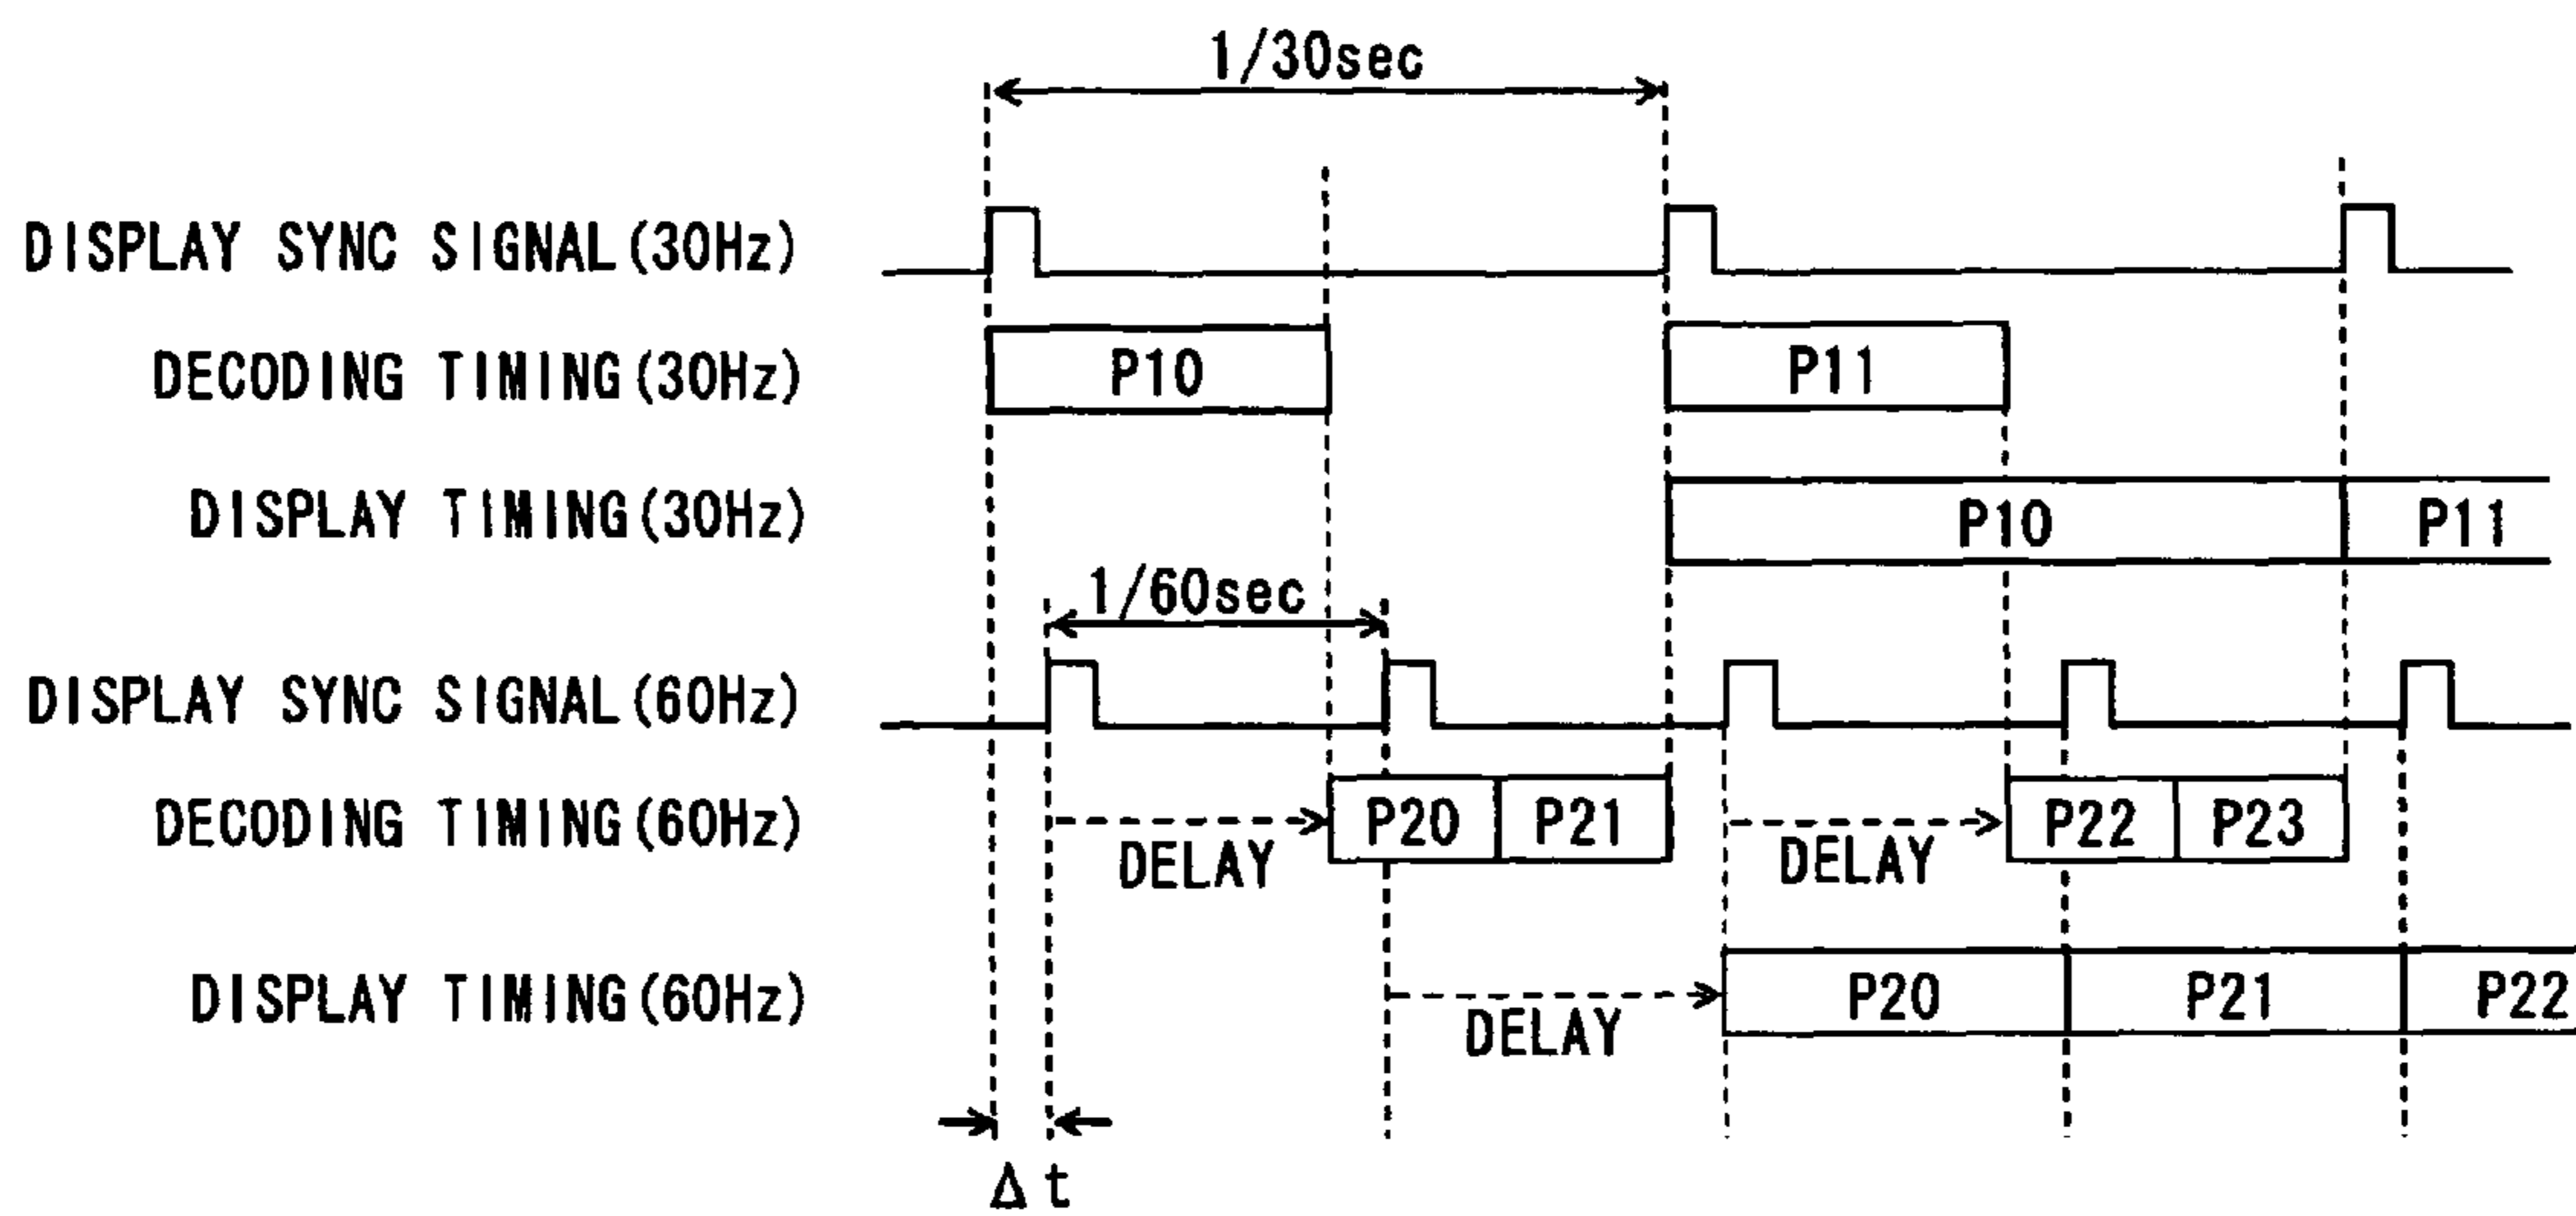 1/30sec
DISPLAY SYNC SIGNAL(30Hz)
DECODING TIMING(30Hz) P10 P11
DISPLAY TIMING(30Hz) P10 P11
1/60sec
DISPLAY SYNC SIGNAL(60Hz)
DECODING TIMING(60Hz) P20 P21 P22 P23
DELAY DELAY
DISPLAY TIMING(60Hz) P20 P21 P22
DELAY
Δt